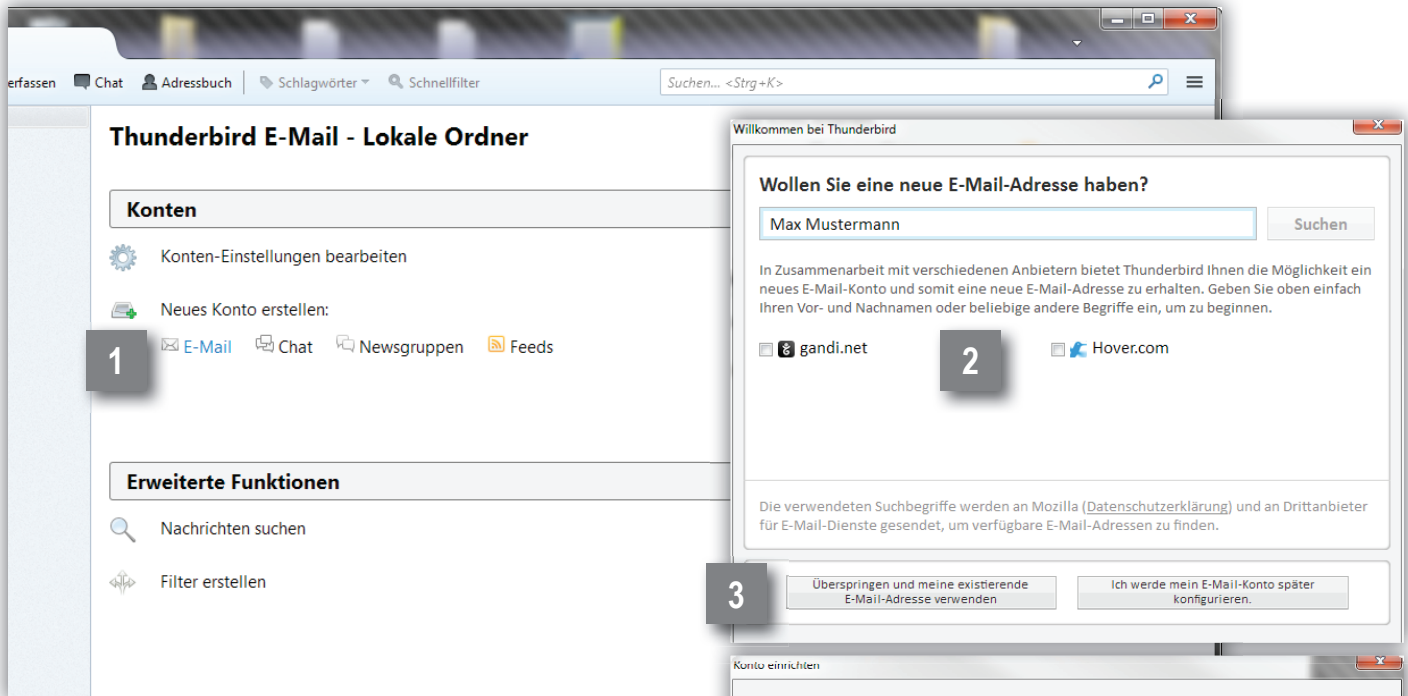 erfassen Chat Adressbuch Schlagwörter Schnellfilter Suchen... <Strg+K>
Thunderbird E-Mail - Lokale Ordner
Konten
Konten-Einstellungen bearbeiten
Neues Konto erstellen:
1 E-Mail Chat Newsgruppen Feeds
Erweiterte Funktionen
Nachrichten suchen
Filter erstellen
Willkommen bei Thunderbird
Wollen Sie eine neue E-Mail-Adresse haben?
Max Mustermann Suchen
In Zusammenarbeit mit verschiedenen Anbietern bietet Thunderbird Ihnen die Möglichkeit ein
neues E-Mail-Konto und somit eine neue E-Mail-Adresse zu erhalten. Geben Sie oben einfach
Ihren Vor- und Nachnamen oder beliebige andere Begriffe ein, um zu beginnen.
gandi.net 2 Hover.com
Die verwendeten Suchbegriffe werden an Mozilla (Datenschutzerklärung) und an Drittanbieter
für E-Mail-Dienste gesendet, um verfügbare E-Mail-Adressen zu finden.
3
Überspringen und meine existierende
E-Mail-Adresse verwenden
Ich werde mein E-Mail-Konto später
konfigurieren.
Konto einrichten